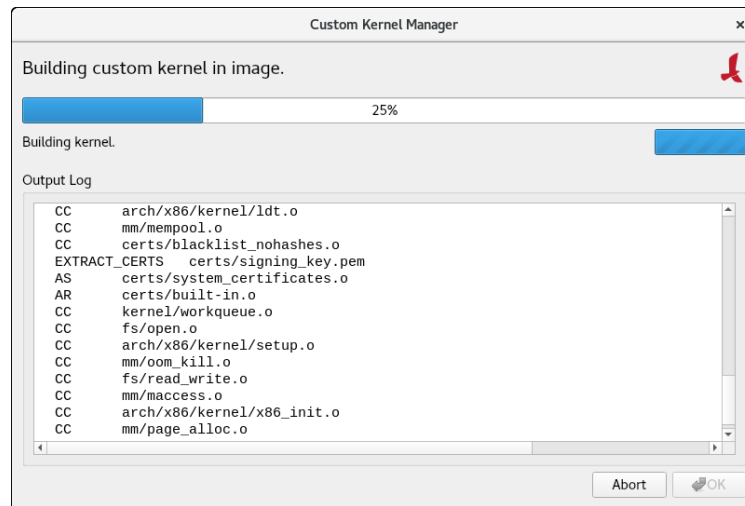 Custom Kernel Manager
Building custom kernel in image.
25%
Building kernel.
Output Log
CC arch/x86/kernel/ldt.o
CC mm/mempool.o
CC certs/blacklist_nohashes.o
EXTRACT_CERTS certs/signing_key.pem
AS certs/system_certificates.o
AR certs/built-in.o
CC kernel/workqueue.o
CC fs/open.o
CC arch/x86/kernel/setup.o
CC mm/oom_kill.o
CC fs/read_write.o
CC mm/maccess.o
CC arch/x86/kernel/x86_init.o
CC mm/page_alloc.o
Abort OK